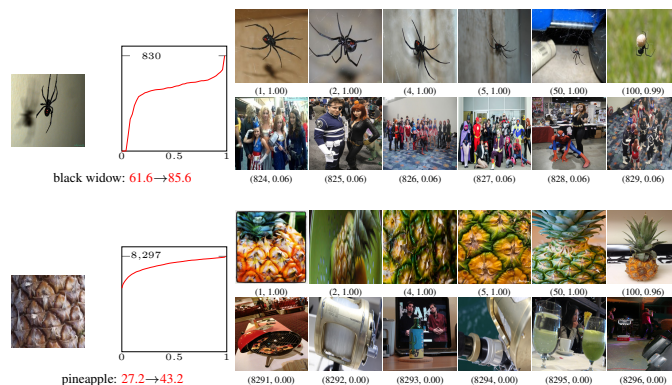 830
0 0.5 1
(1, 1.00) (2, 1.00) (4, 1.00) (5, 1.00) (50, 1.00) (100, 0.99)
(824, 0.06) (825, 0.06) (826, 0.06) (827, 0.06) (828, 0.06) (829, 0.06)
black widow: 61.6→85.6
8,297
0 0.5 1
(1, 1.00) (2, 1.00) (4, 1.00) (5, 1.00) (50, 1.00) (100, 0.96)
(8291, 0.00) (8292, 0.00) (8293, 0.00) (8294, 0.00) (8295, 0.00) (8296, 0.00)
pineapple: 27.2→43.2